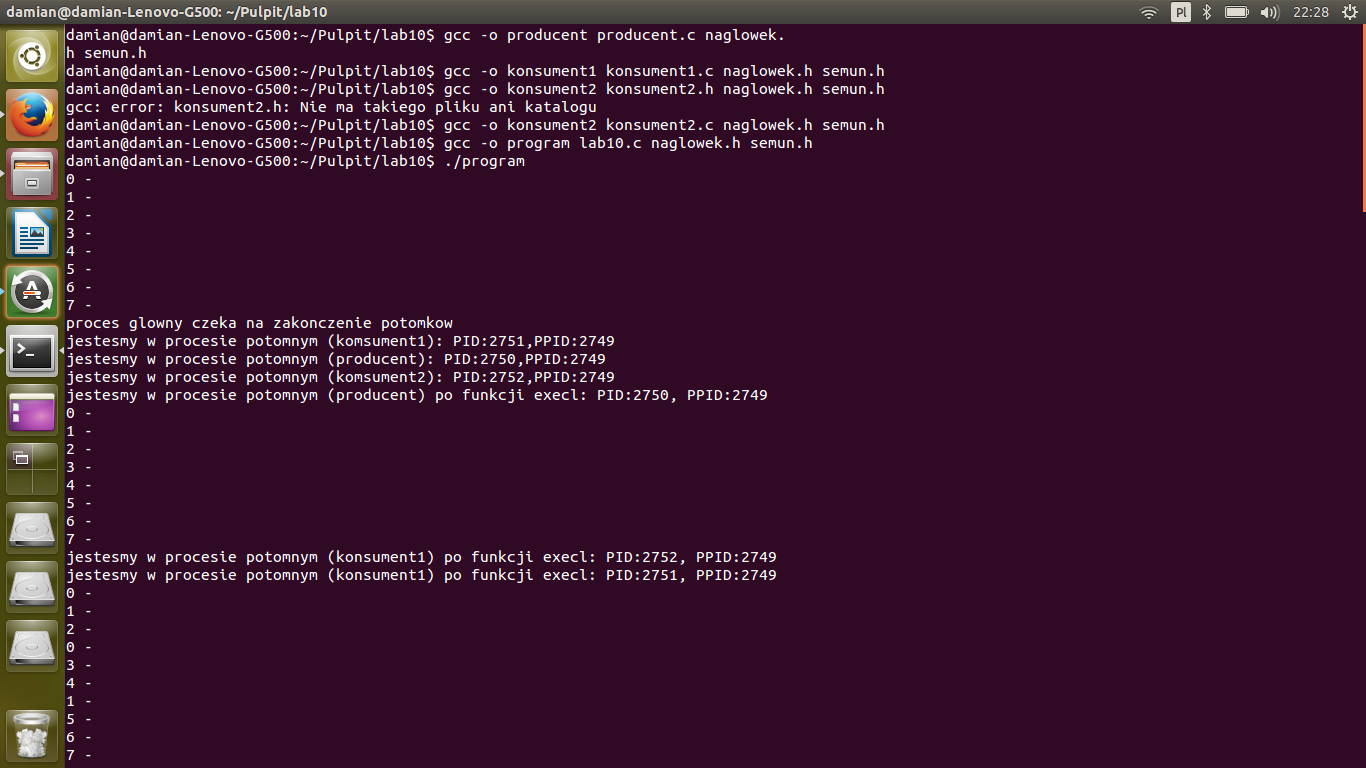 damian@damian-Lenovo-G500: ~/Pulpit/lab10
Pl
22:28
damian@damian-Lenovo-G500:~/Pulpit/lab10$ gcc -o producent producent.c naglowek.
h semun.h
damian@damian-Lenovo-G500:~/Pulpit/lab10$ gcc -o konsument1 konsument1.c naglowek.h semun.h
damian@damian-Lenovo-G500:~/Pulpit/lab10$ gcc -o konsument2 konsument2.h naglowek.h semun.h
gcc: error: konsument2.h: Nie ma takiego pliku ani katalogu
damian@damian-Lenovo-G500:~/Pulpit/lab10$ gcc -o konsument2 konsument2.c naglowek.h semun.h
damian@damian-Lenovo-G500:~/Pulpit/lab10$ gcc -o program lab10.c naglowek.h semun.h
damian@damian-Lenovo-G500:~/Pulpit/lab10$ ./program
0 -
1 -
2 -
3 -
4 -
5 -
6 -
7 -
proces glowny czeka na zakonczenie potomkow
jestesmy w procesie potomnym (komsument1): PID:2751,PPID:2749
jestesmy w procesie potomnym (producent): PID:2750,PPID:2749
jestesmy w procesie potomnym (komsument2): PID:2752,PPID:2749
jestesmy w procesie potomnym (producent) po funkcji execl: PID:2750, PPID:2749
0 -
1 -
2 -
3 -
4 -
5 -
6 -
7 -
jestesmy w procesie potomnym (konsument1) po funkcji execl: PID:2752, PPID:2749
jestesmy w procesie potomnym (konsument1) po funkcji execl: PID:2751, PPID:2749
0 -
1 -
2 -
0 -
3 -
4 -
1 -
5 -
6 -
7 -